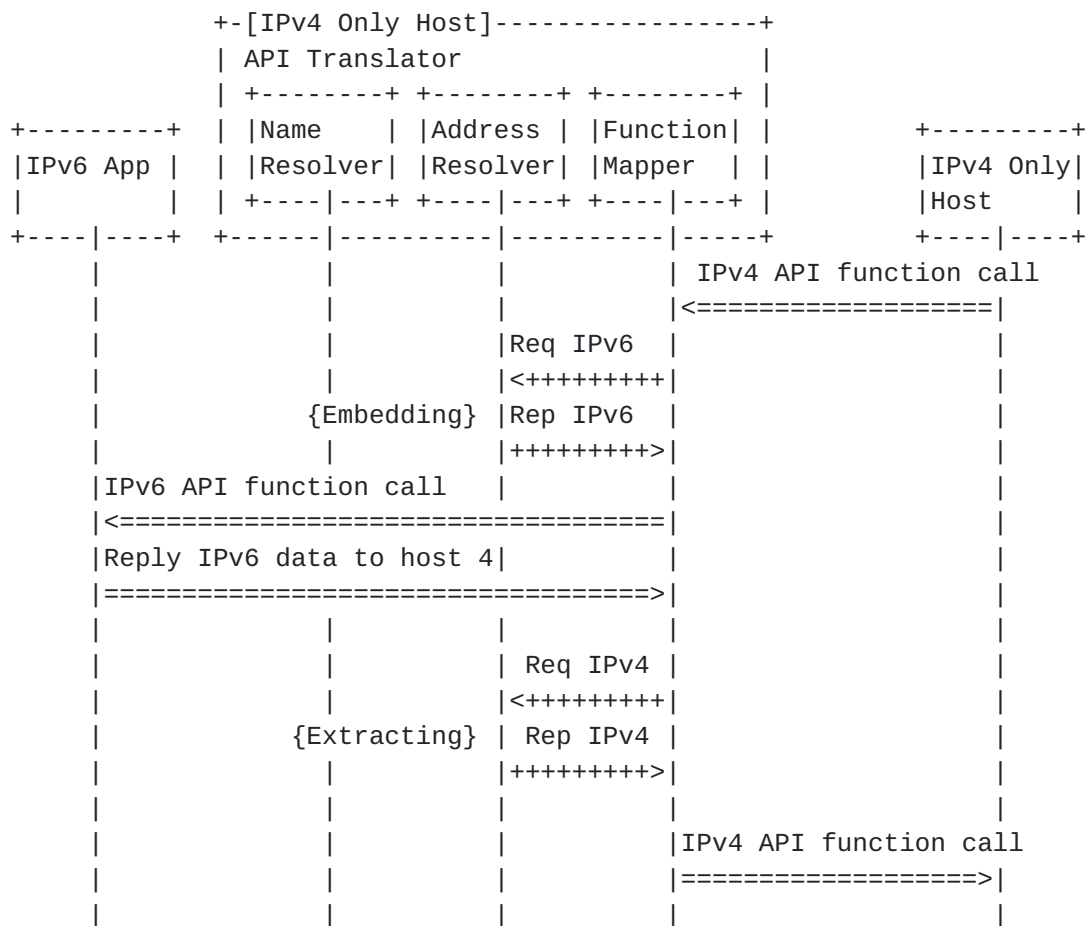 [IPv4 Only Host]
API Translator
Name Address Function
IPv6 App Resolver Resolver Mapper IPv4 Only
Host
IPv4 API function call
Req IPv6
{Embedding} Rep IPv6
IPv6 API function call
Reply IPv6 data to host 4
Req IPv4
{Extracting} Rep IPv4
IPv4 API function call